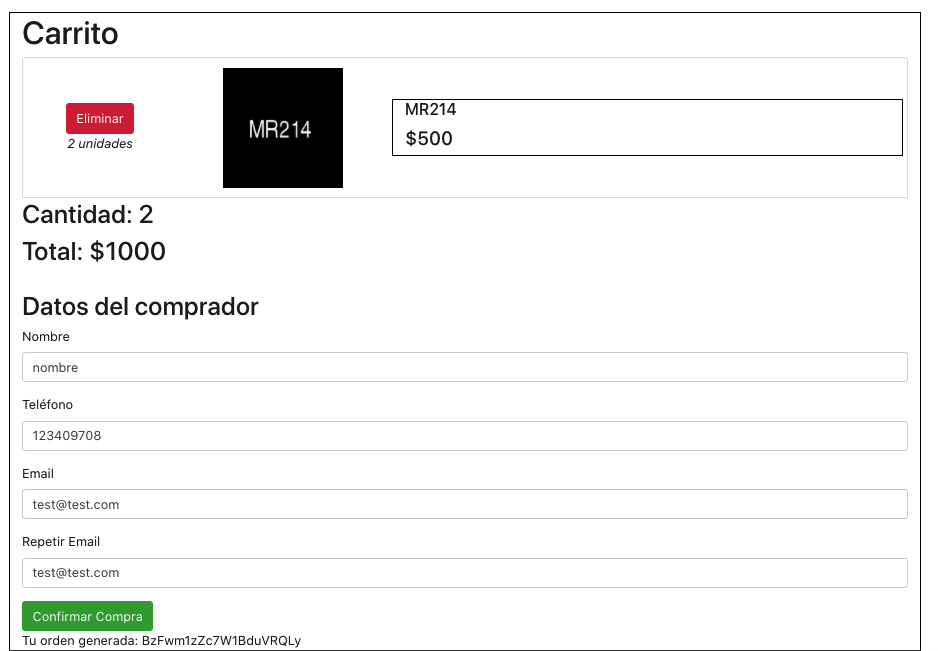 Carrito
Eliminar
2 unidades
MR214
MR214
$500
Cantidad: 2
Total: $1000
Datos del comprador
Nombre
nombre
Teléfono
123409708
Email
test@test.com
Repetir Email
test@test.com
Confirmar Compra
Tu orden generada: BzFwm1zZc7W1BduVRQLy